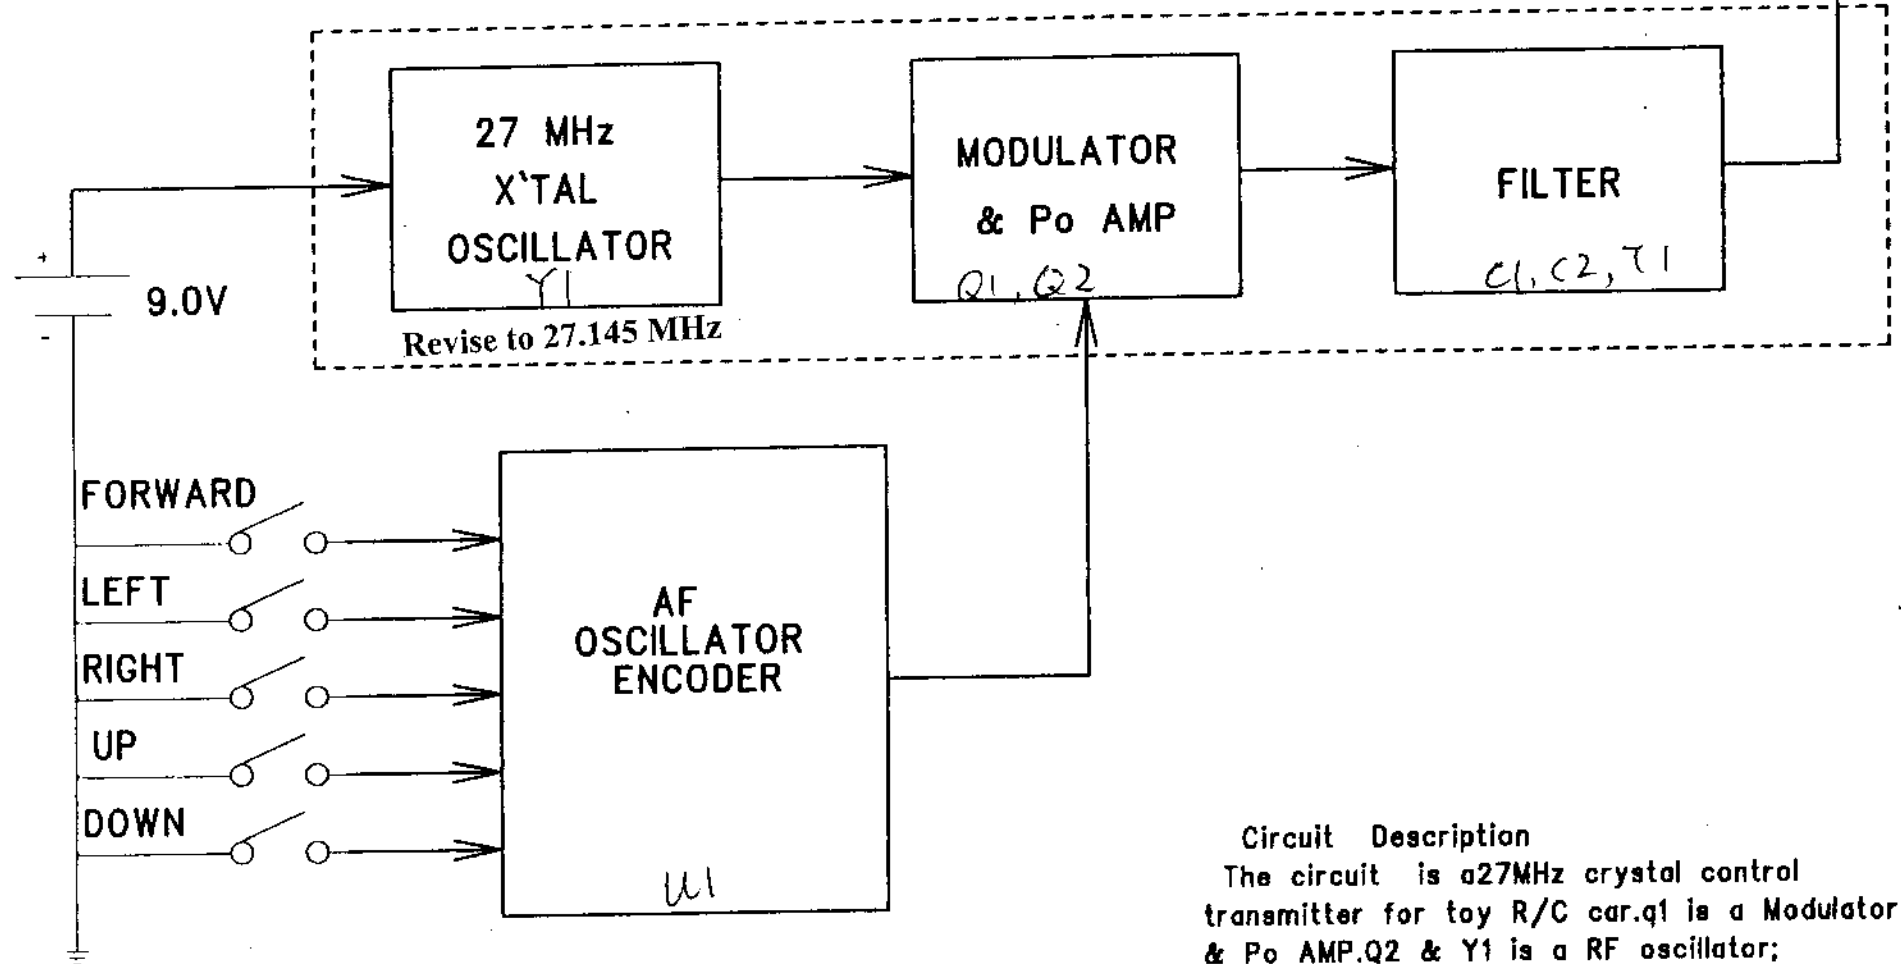 27 MHz
X'TAL
OSCILLATOR
Y1
Revise to 27.145 MHz
MODULATOR
& Po AMP
Q1, Q2
FILTER
C1, C2, T1
+
9.0V
-
FORWARD
LEFT
RIGHT
UP
DOWN
AF
OSCILLATOR
ENCODER
U1
Circuit Description
The circuit is a27MHz crystal control
transmitter for toy R/C car.q1 is a Modulator
& Po AMP.Q2 & Y1 is a RF oscillator;